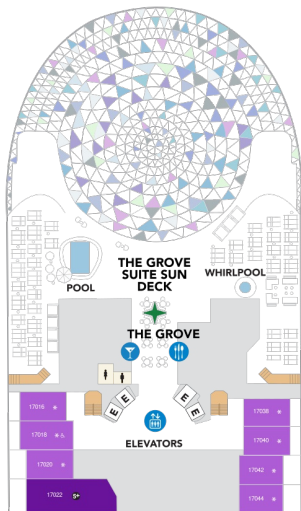 THE GROVE
SUITE SUN
DECK
WHIRLPOOL
POOL
THE GROVE
E E
E E
ELEVATORS
17016
17018
17020
17022
17038
17040
17042
17044